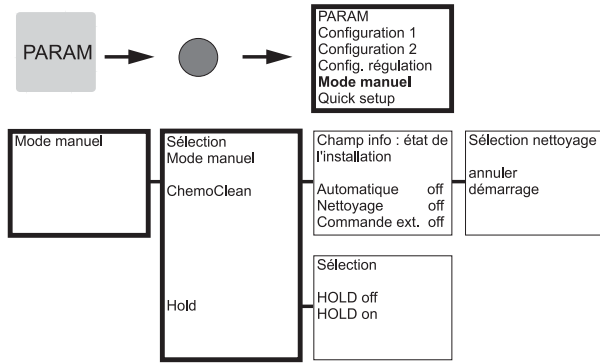 PARAM
PARAM
Configuration 1
Configuration 2
Config. régulation
Mode manuel
Quick setup
Mode manuel
Sélection
Mode manuel
ChemoClean
Hold
Champ info : état de
l'installation
Automatique off
Nettoyage off
Commande ext. off
Sélection nettoyage
annuler
démarrage
Sélection
HOLD off
HOLD on